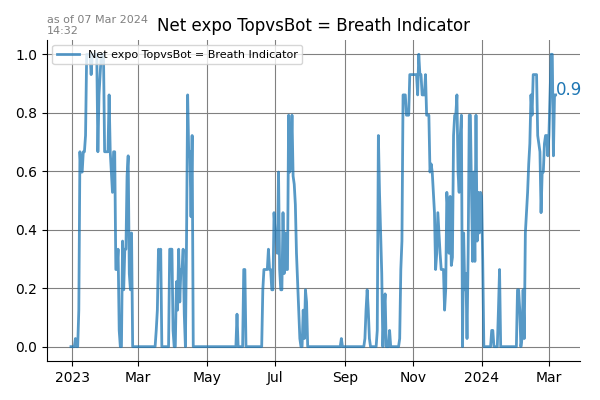 as of 07 Mar 2024
14:32
Net expo TopvsBot = Breath Indicator
Net expo TopvsBot = Breath Indicator
1.0
0.8
0.6
0.4
0.2
0.0
0.9
2023 Mar May Jul Sep Nov 2024 Mar